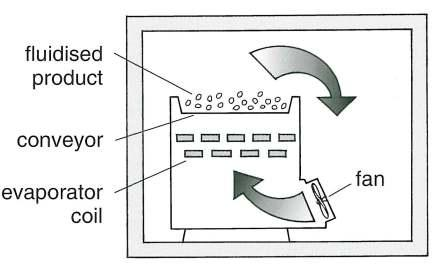 fluidised
product
conveyor
evaporator
coil
fan